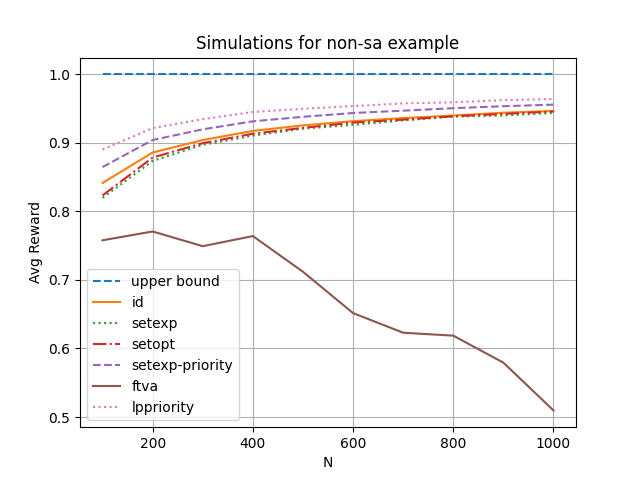 Simulations for non-sa example
1.0
0.9
0.8
0.7
0.6
0.5
Avg Reward
upper bound
id
setexp
setopt
setexp-priority
ftva
lppriority
200 400 600 800 1000
N